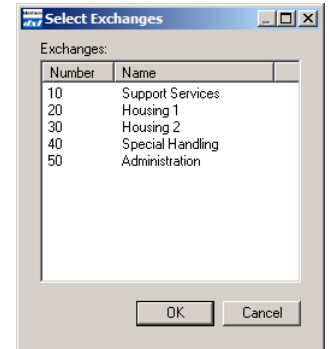 Select Exchanges
Exchanges:
Number Name
10 Support Services
20 Housing 1
30 Housing 2
40 Special Handling
50 Administration
OK Cancel